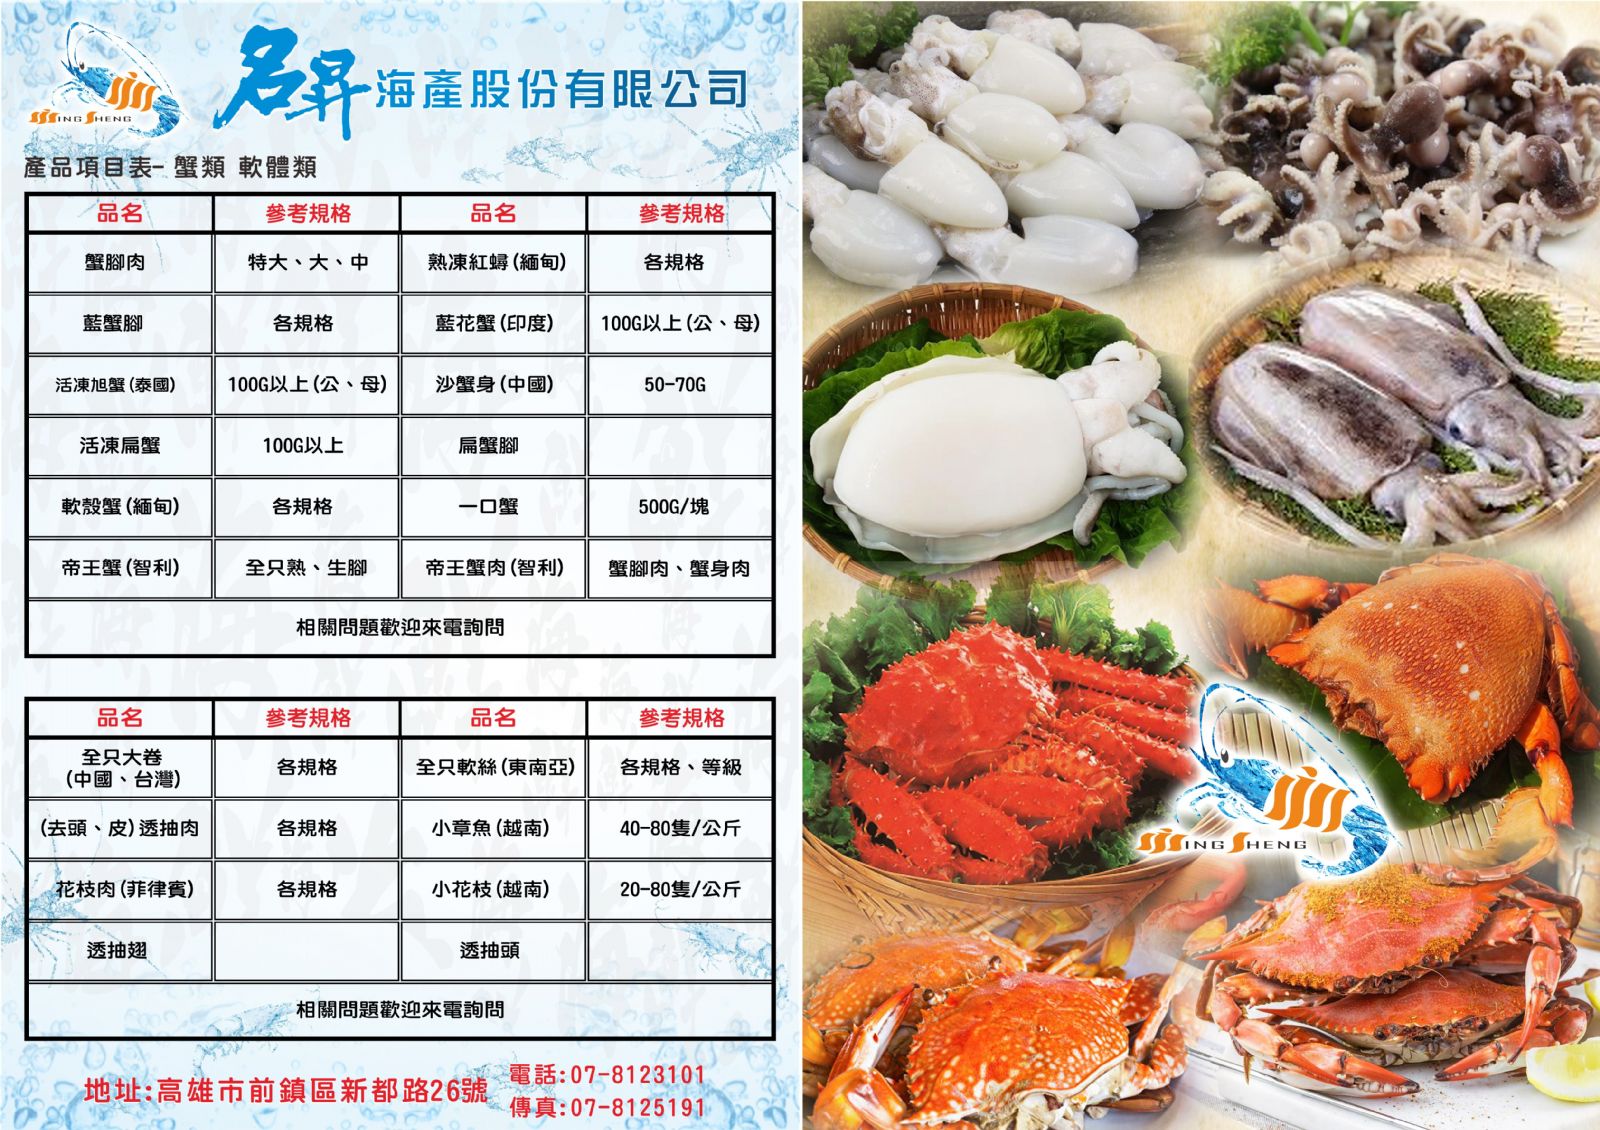 MING SHENG
名昇海產股份有限公司
產品項目表- 蟹類 軟體類
品名 參考規格 品名 參考規格
蟹腳肉 特大、大、中 熟凍紅蟳(緬甸) 各規格
藍蟹腳 各規格 藍花蟹(印度) 100G以上(公、母)
活凍旭蟹(泰國) 100G以上(公、母) 沙蟹身(中國) 50-70G
活凍扁蟹 100G以上 扁蟹腳
軟殼蟹(緬甸) 各規格 一口蟹 500G/塊
帝王蟹(智利) 全只熟、生腳 帝王蟹肉(智利) 蟹腳肉、蟹身肉
相關問題歡迎來電詢問
品名 參考規格 品名 參考規格
全只大卷
(中國、台灣) 各規格 全只軟絲(東南亞) 各規格、等級
(去頭、皮)透抽肉 各規格 小章魚(越南) 40-80隻/公斤
花枝肉(菲律賓) 各規格 小花枝(越南) 20-80隻/公斤
透抽翅 透抽頭
相關問題歡迎來電詢問
地址:高雄市前鎮區新都路26號
電話:07-8123101
傳真:07-8125191
MING SHENG